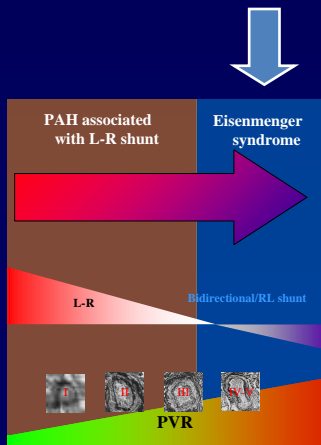 PAH associated
with L-R shunt
Eisenmenger
syndrome
L-R
Bidirectional/RL shunt
I
II
III
IV-V
PVR